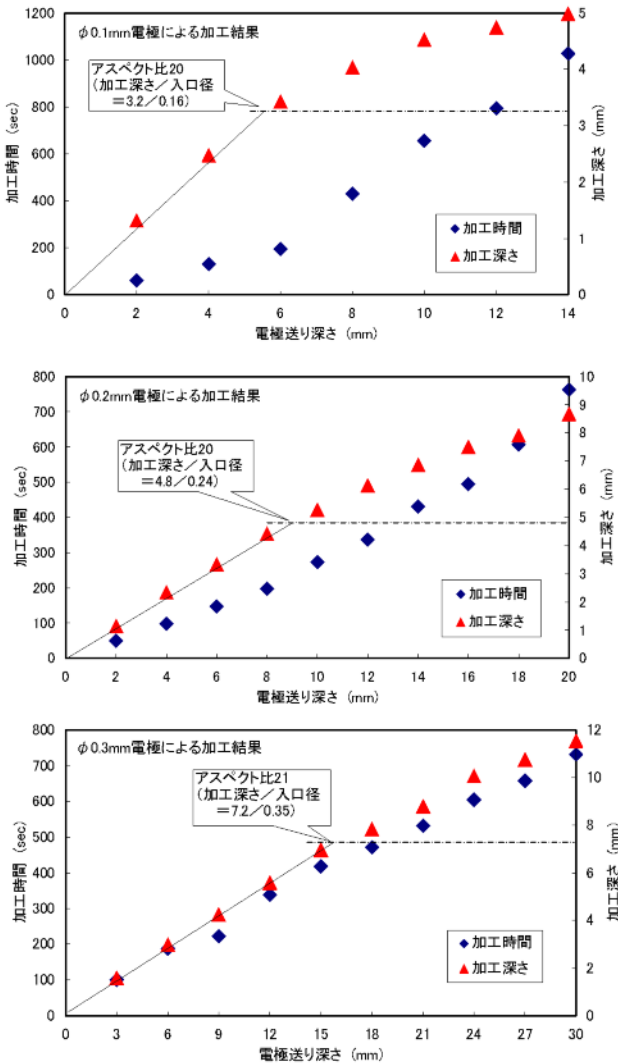 φ0.1mm電極による加工結果
アスペクト比20
(加工深さ／入口径
＝3.2／0.16)
加工時間 (sec)
1200
1000
800
600
400
200
0
加工深さ (mm)
5
4
3
2
1
0
◆ 加工時間
▲ 加工深さ
0 2 4 6 8 10 12 14
電極送り深さ (mm)
φ0.2mm電極による加工結果
アスペクト比20
(加工深さ／入口径
＝4.8／0.24)
加工時間 (sec)
800
700
600
500
400
300
200
100
0
加工深さ (mm)
10
9
8
7
6
5
4
3
2
1
0
◆ 加工時間
▲ 加工深さ
0 2 4 6 8 10 12 14 16 18 20
電極送り深さ (mm)
φ0.3mm電極による加工結果
アスペクト比21
(加工深さ／入口径
＝7.2／0.35)
加工時間 (sec)
800
700
600
500
400
300
200
100
0
加工深さ (mm)
12
10
8
6
4
2
0
◆ 加工時間
▲ 加工深さ
0 3 6 9 12 15 18 21 24 27 30
電極送り深さ (mm)